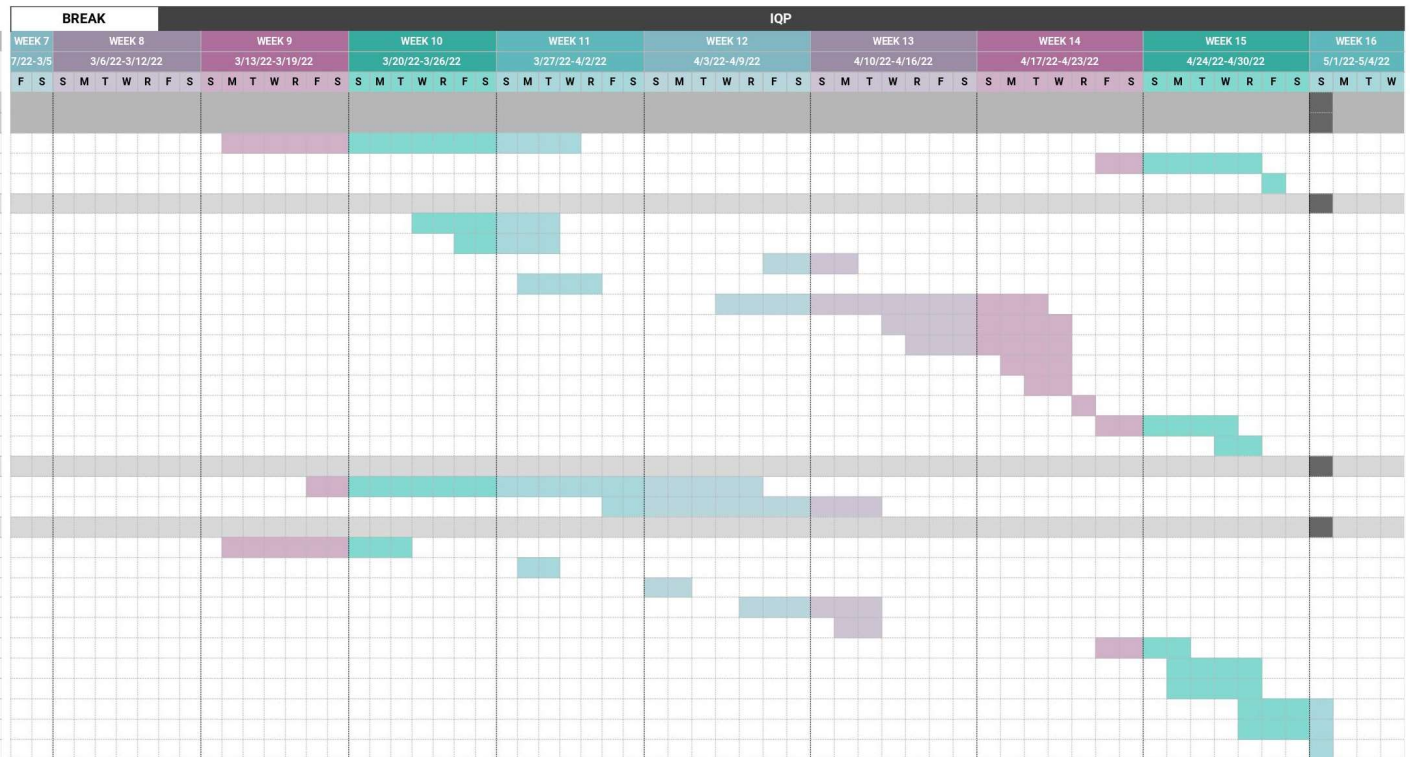 BREAK IQP
WEEK 7 WEEK 8 WEEK 9 WEEK 10 WEEK 11 WEEK 12 WEEK 13 WEEK 14 WEEK 15 WEEK 16
7/22-3/5 3/6/22-3/12/22 3/13/22-3/19/22 3/20/22-3/26/22 3/27/22-4/2/22 4/3/22-4/9/22 4/10/22-4/16/22 4/17/22-4/23/22 4/24/22-4/30/22 5/1/22-5/4/22
F S S M T W R F S S M T W R F S S M T W R F S S M T W R F S S M T W R F S S M T W R F S S M T W R F S S M T W R F S S M T W